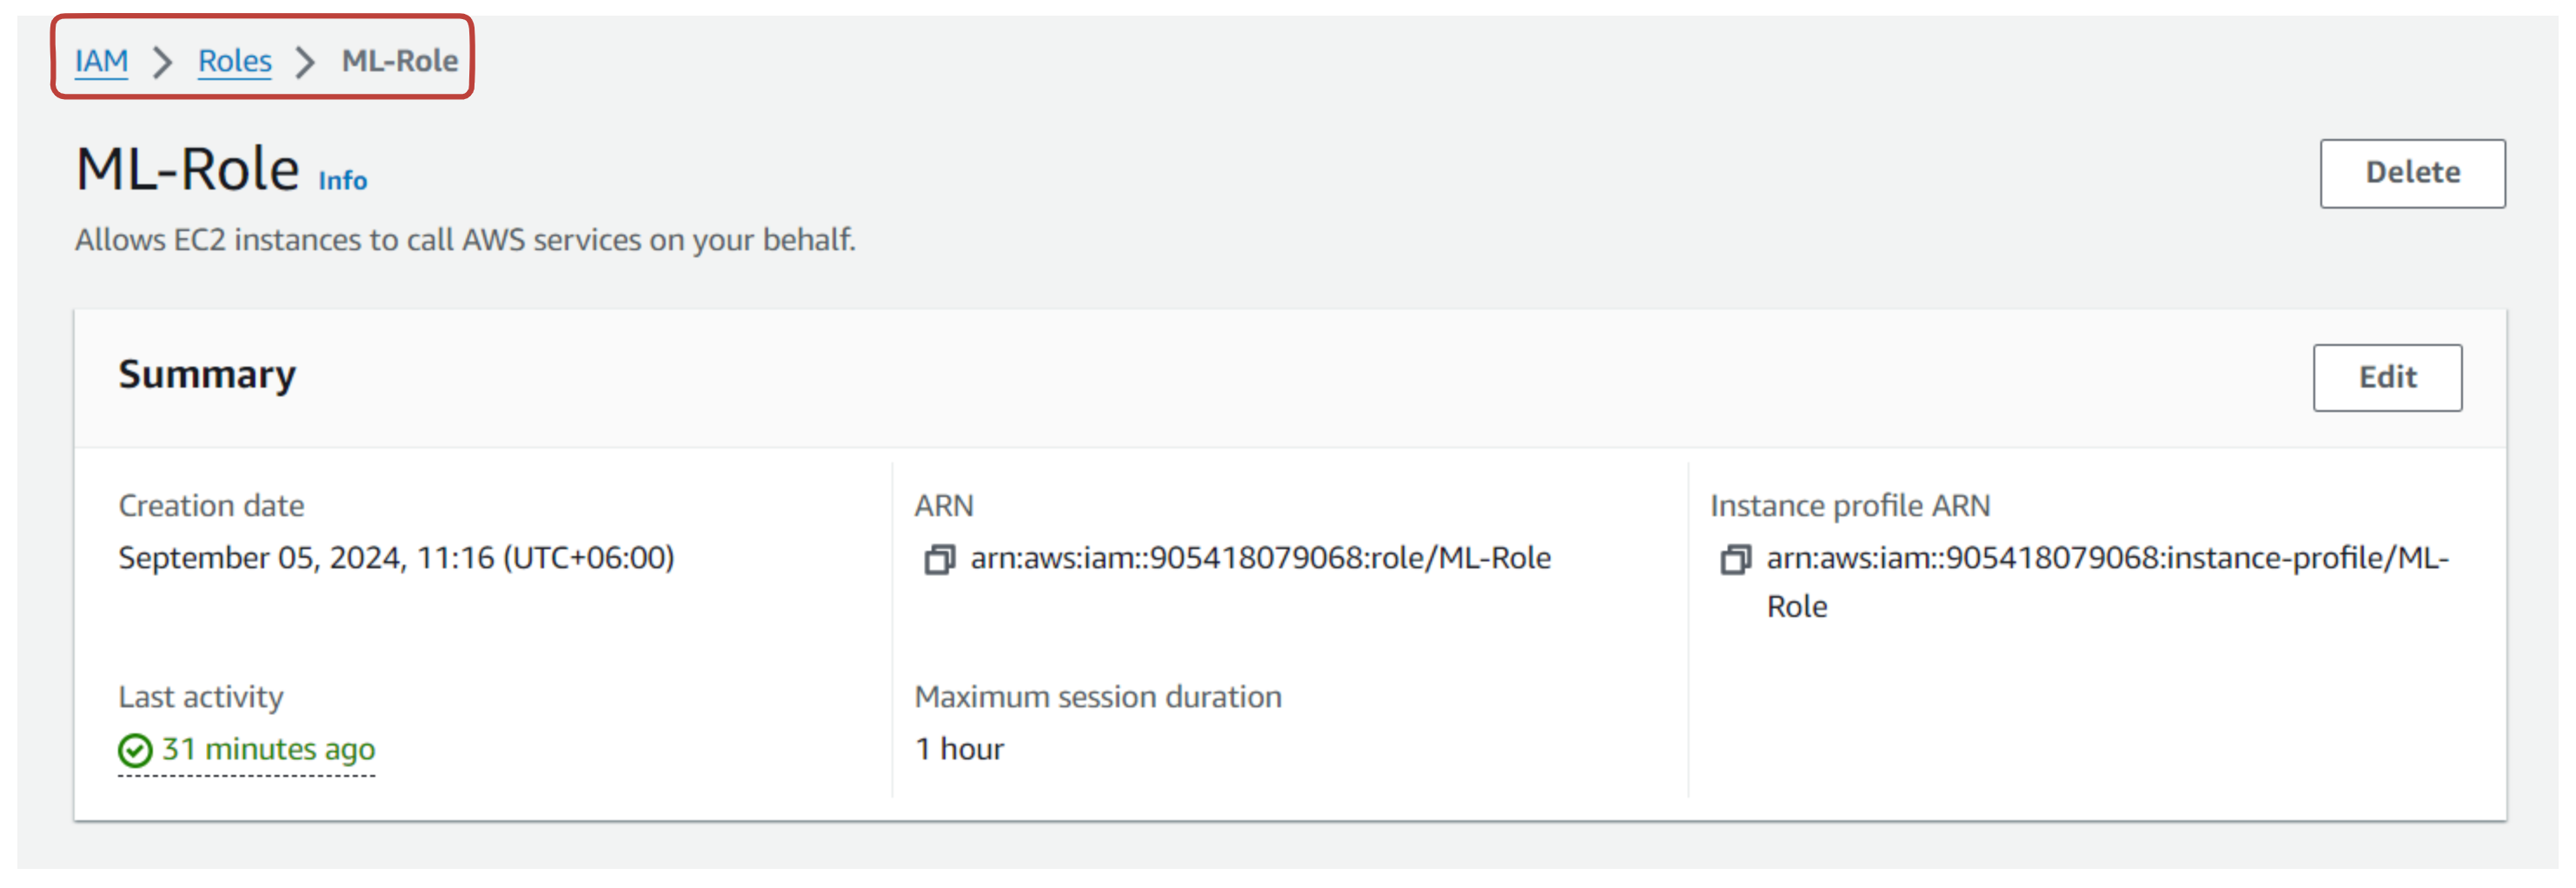 IAM > Roles > ML-Role
ML-Role Info
Delete
Allows EC2 instances to call AWS services on your behalf.
Summary
Edit
Creation date
September 05, 2024, 11:16 (UTC+06:00)
ARN
arn:aws:iam::905418079068:role/ML-Role
Instance profile ARN
arn:aws:iam::905418079068:instance-profile/ML-
Role
Last activity
31 minutes ago
Maximum session duration
1 hour